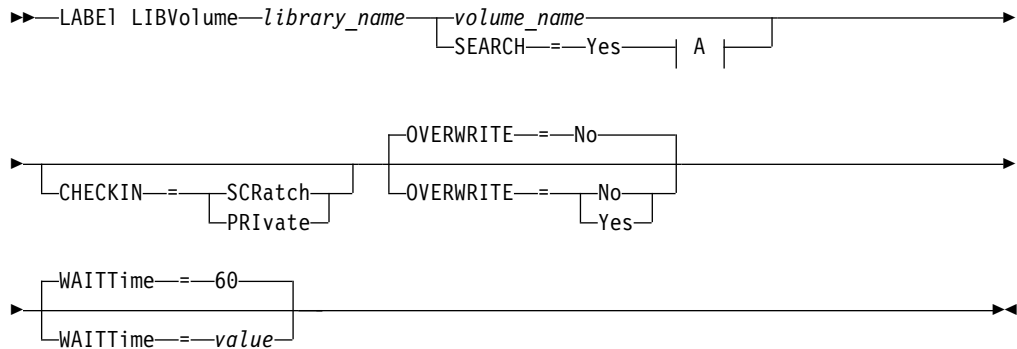 LABEl LIBVolume library_name volume_name
SEARCH = Yes A
OVERWRITE = No
CHECKIN = SCRatch OVERWRITE = No
PRIvate Yes
WAITTime = 60
WAITTime = value